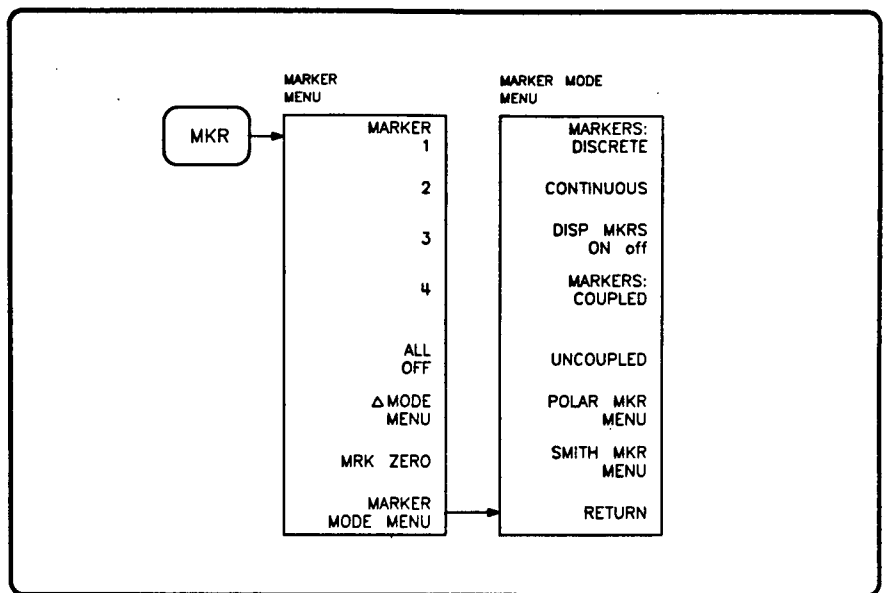 MKR
MARKER
MENU
MARKER
1
2
3
4
ALL
OFF
△MODE
MENU
MRK ZERO
MARKER
MODE MENU
MARKER MODE
MENU
MARKERS:
DISCRETE
CONTINUOUS
DISP MKRS
ON off
MARKERS:
COUPLED
UNCOUPLED
POLAR MKR
MENU
SMITH MKR
MENU
RETURN